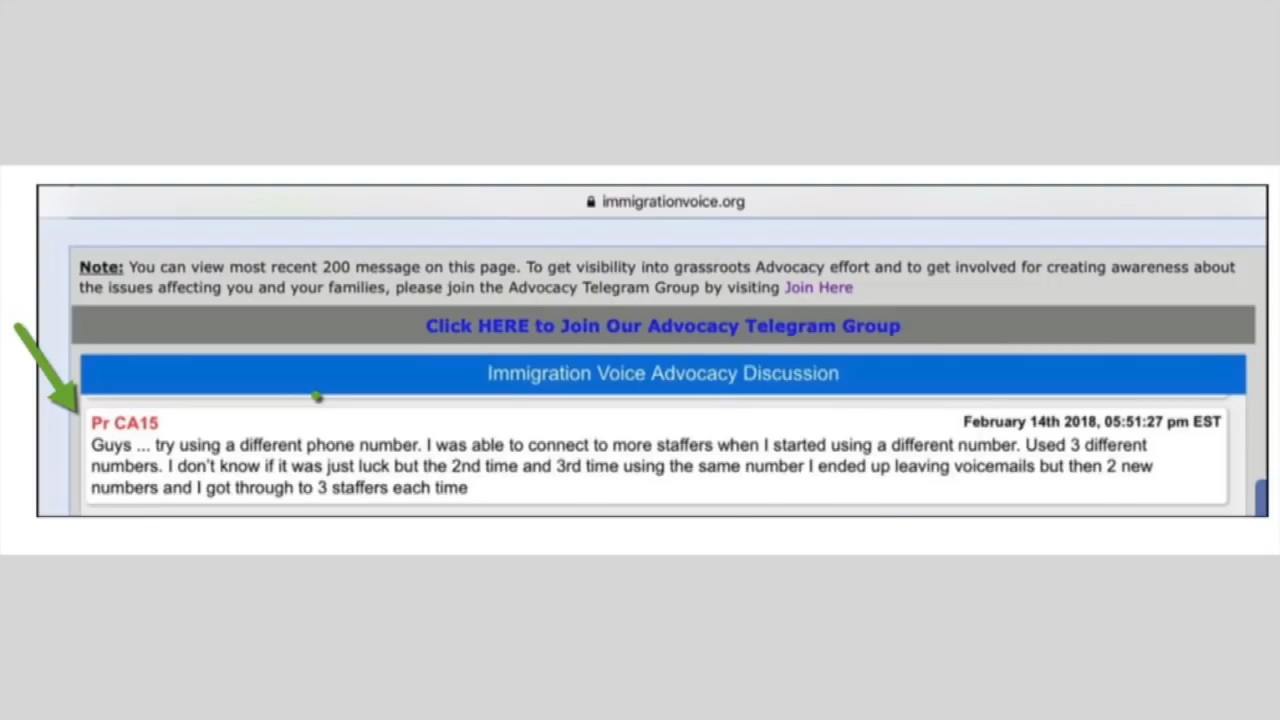 immigrationvoice.org
Note: You can view most recent 200 message on this page. To get visibility into grassroots Advocacy effort and to get involved for creating awareness about
the issues affecting you and your families, please join the Advocacy Telegram Group by visiting Join Here
Click HERE to Join Our Advocacy Telegram Group
Immigration Voice Advocacy Discussion
Pr CA15 February 14th 2018, 05:51:27 pm EST
Guys ... try using a different phone number. I was able to connect to more staffers when I started using a different number. Used 3 different
numbers. I don't know if it was just luck but the 2nd time and 3rd time using the same number I ended up leaving voicemails but then 2 new
numbers and I got through to 3 staffers each time